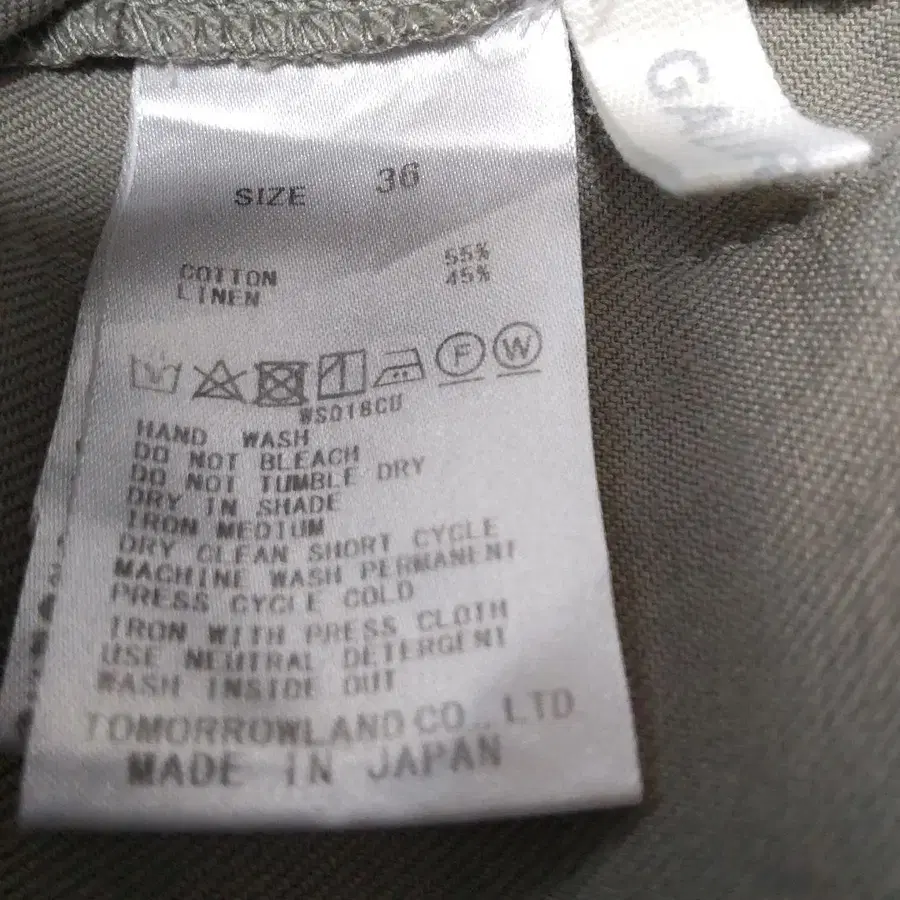 SIZE 36
COTTON 55%
LINEN 45%
F W
WS018CU
HAND WASH
DO NOT BLEACH
DO NOT TUMBLE DRY
DRY IN SHADE
IRON MEDIUM
DRY CLEAN SHORT CYCLE
MACHINE WASH PERMANENT
PRESS CYCLE COLD
IRON WITH PRESS CLOTH
USE NEUTRAL DETERGENT
WASH INSIDE OUT
TOMORROWLAND CO., LTD
MADE IN JAPAN